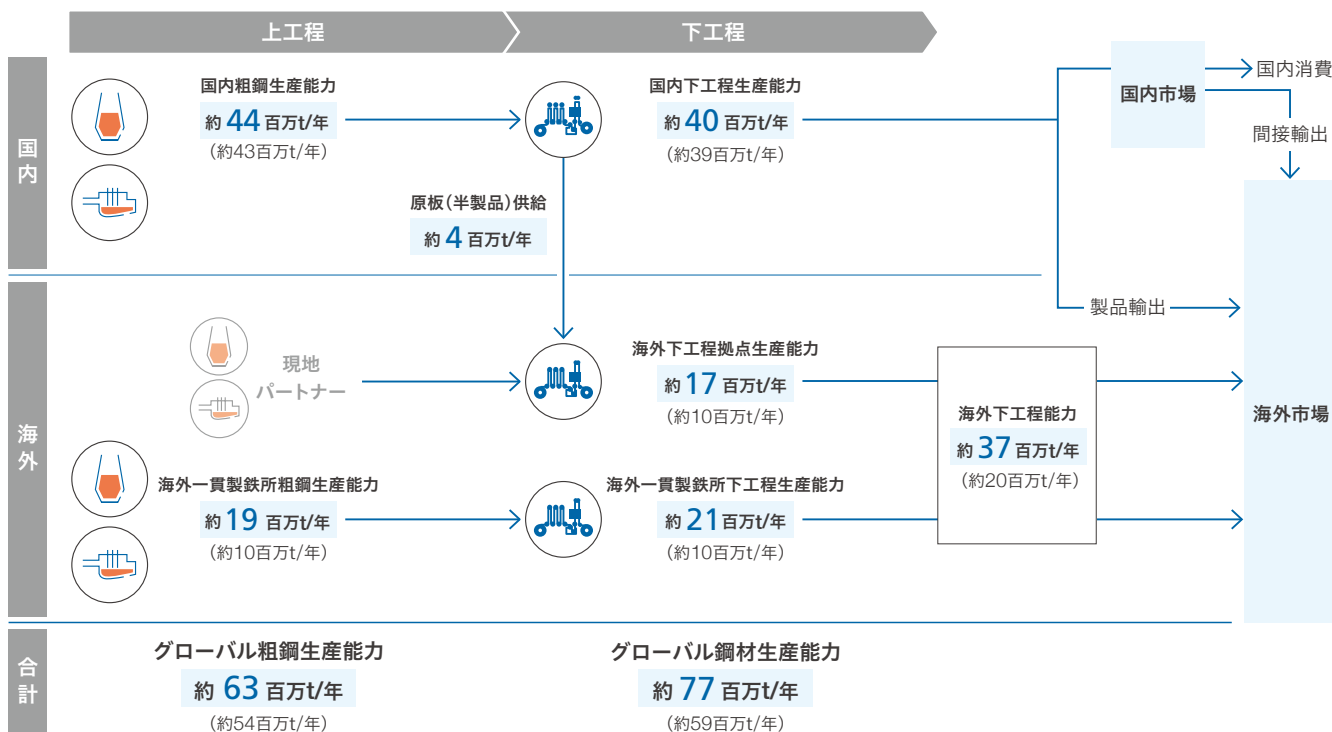 上工程
下工程
国内
国内粗鋼生産能力
約 44 百万t/年
(約43百万t/年)
国内下工程生産能力
約 40 百万t/年
(約39百万t/年)
国内市場
国内消費
間接輸出
原板(半製品)供給
約 4 百万t/年
製品輸出
海外
現地
パートナー
海外下工程拠点生産能力
約 17 百万t/年
(約10百万t/年)
海外下工程能力
約 37 百万t/年
(約20百万t/年)
海外市場
海外一貫製鉄所粗鋼生産能力
約 19 百万t/年
(約10百万t/年)
海外一貫製鉄所下工程生産能力
約 21 百万t/年
(約10百万t/年)
合計
グローバル粗鋼生産能力
約 63 百万t/年
(約54百万t/年)
グローバル鋼材生産能力
約 77 百万t/年
(約59百万t/年)